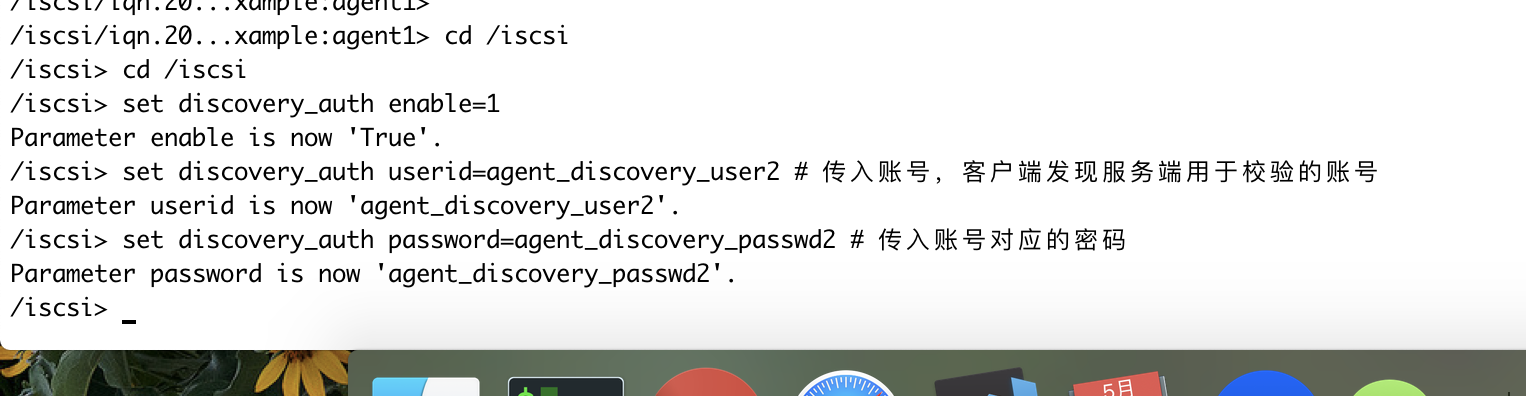 /iscsi/iqn.20...xample:agent1>
/iscsi/iqn.20...xample:agent1> cd /iscsi
/iscsi> cd /iscsi
/iscsi> set discovery_auth enable=1
Parameter enable is now 'True'.
/iscsi> set discovery_auth userid=agent_discovery_user2 # 传入账号，客户端发现服务端用于校验的账号
Parameter userid is now 'agent_discovery_user2'.
/iscsi> set discovery_auth password=agent_discovery_passwd2 # 传入账号对应的密码
Parameter password is now 'agent_discovery_passwd2'.
/iscsi> _
5月